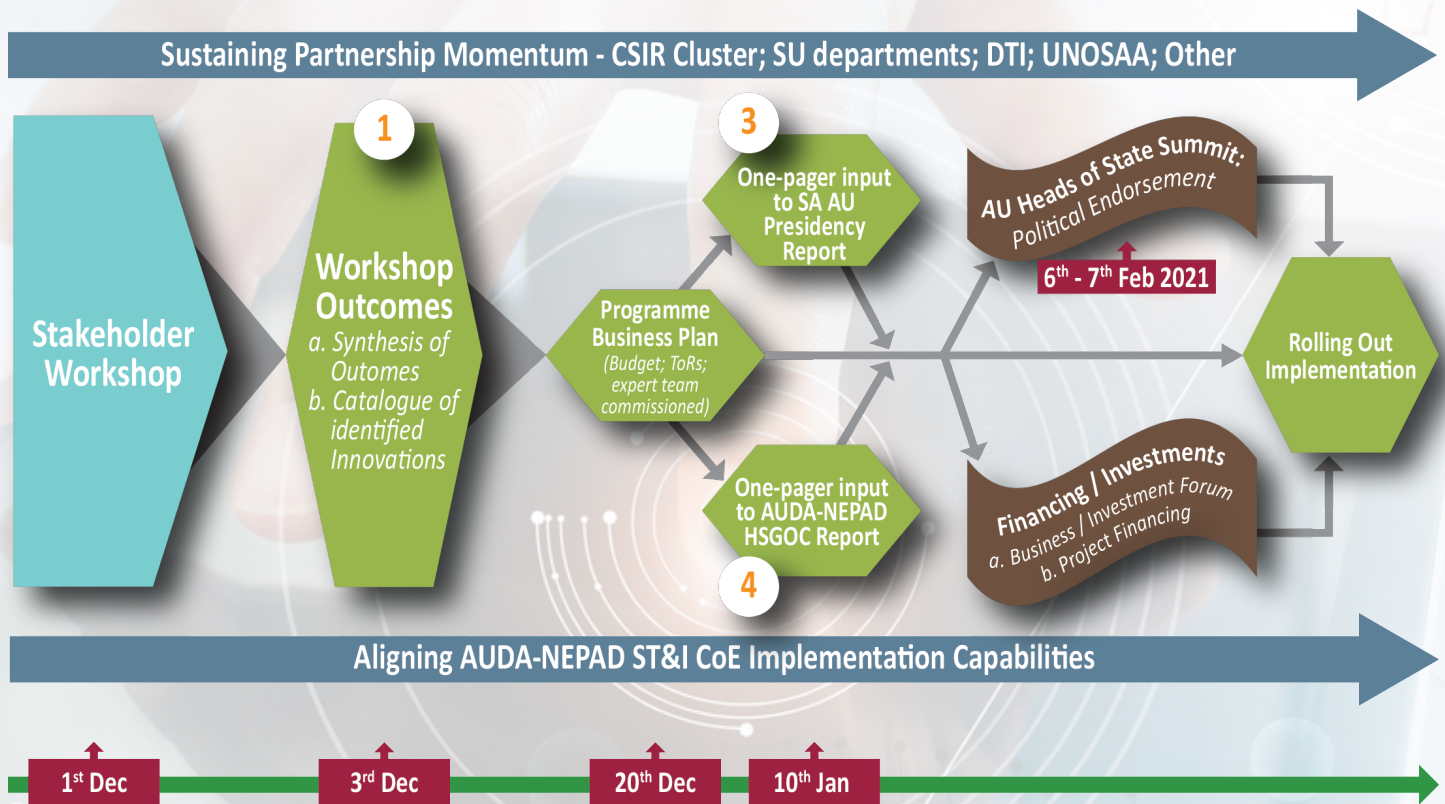 Sustaining Partnership Momentum - CSIR Cluster; SU departments; DTI; UNOSAA; Other
Stakeholder
Workshop
1
Workshop
Outcomes
a. Synthesis of
Outomes
b. Catalogue of
identified
Innovations
Programme
Business Plan
(Budget; ToRs;
expert team
commissioned)
3
One-pager input
to SA AU
Presidency
Report
One-pager input
to AUDA-NEPAD
HSGOC Report
4
AU Heads of State Summit:
Political Endorsement
6th - 7th Feb 2021
Financing / Investments
a. Business / Investment Forum
b. Project Financing
Rolling Out
Implementation
Aligning AUDA-NEPAD ST&I CoE Implementation Capabilities
1st Dec
3rd Dec
20th Dec
10th Jan